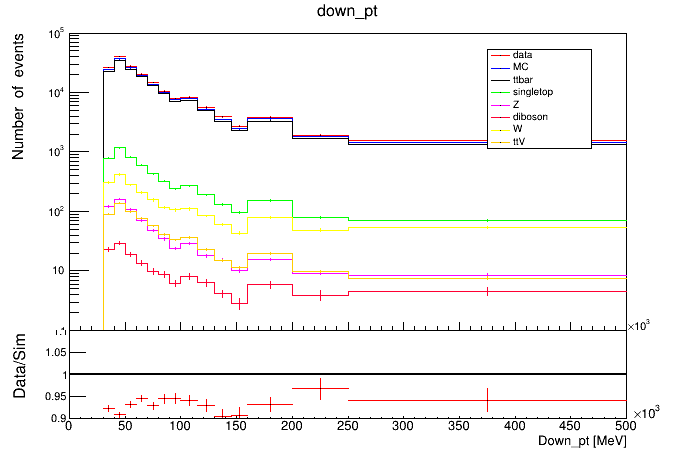 down_pt
Number of events
10^5
10^4
10^3
10^2
10
data
MC
ttbar
singletop
Z
diboson
W
ttV
×10^3
Data/Sim
1.05
1
0.95
0.9
0 50 100 150 200 250 300 350 400 450 500
×10^3
Down_pt [MeV]